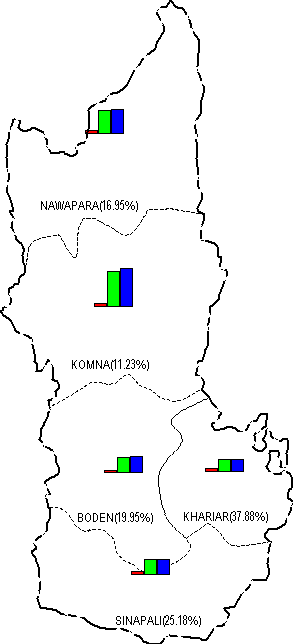 NAWAPARA(16.95%)
KOMNA(11.23%)
BODEN(19.95%)
KHARIAR(37.88%)
SINAPALI(25.18%)